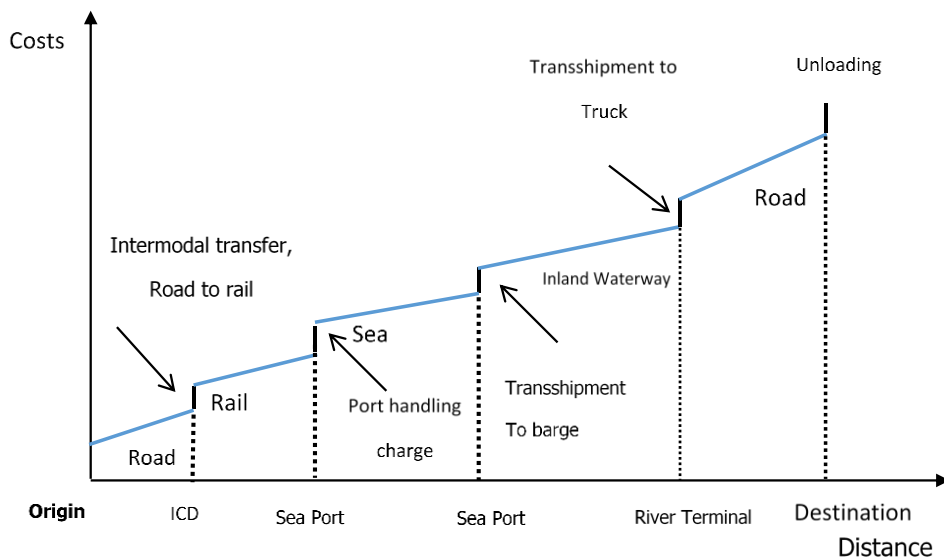 Costs
Transshipment to
Truck
Unloading
Road
Intermodal transfer,
Road to rail
Inland Waterway
Sea
Rail
Port handling
charge
Transshipment
To barge
Road
Origin
ICD
Sea Port
Sea Port
River Terminal
Destination
Distance